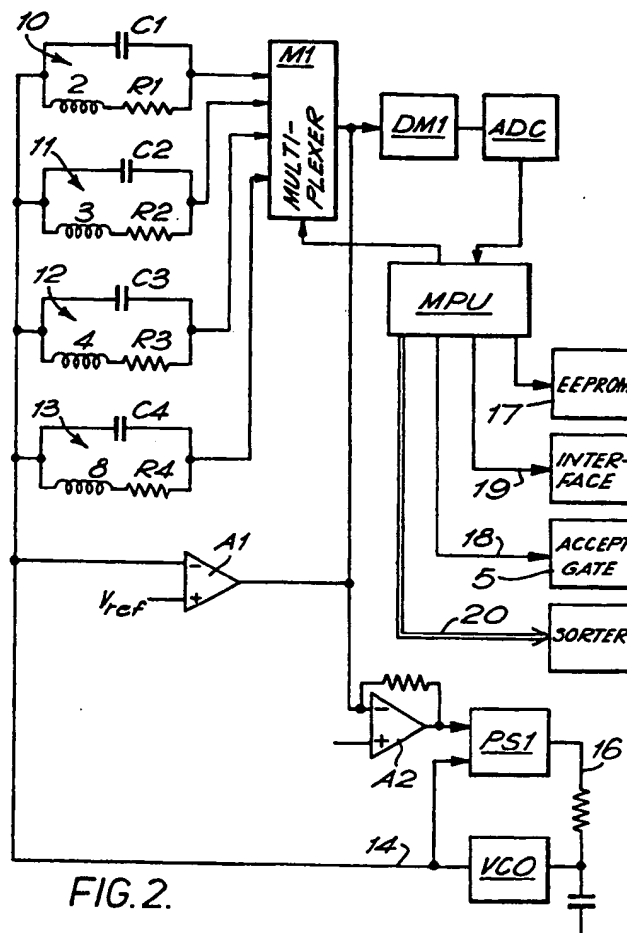 10
C1
2
R1
11
C2
3
R2
12
C3
4
R3
13
C4
8
R4
M1
MULTI-
PLEXER
DM1
ADC
MPU
EEPROM
17
INTER-
FACE
19
18
ACCEPT
GATE
5
20
SORTER
A1
Vref
A2
PS1
16
14
VCO
FIG. 2.